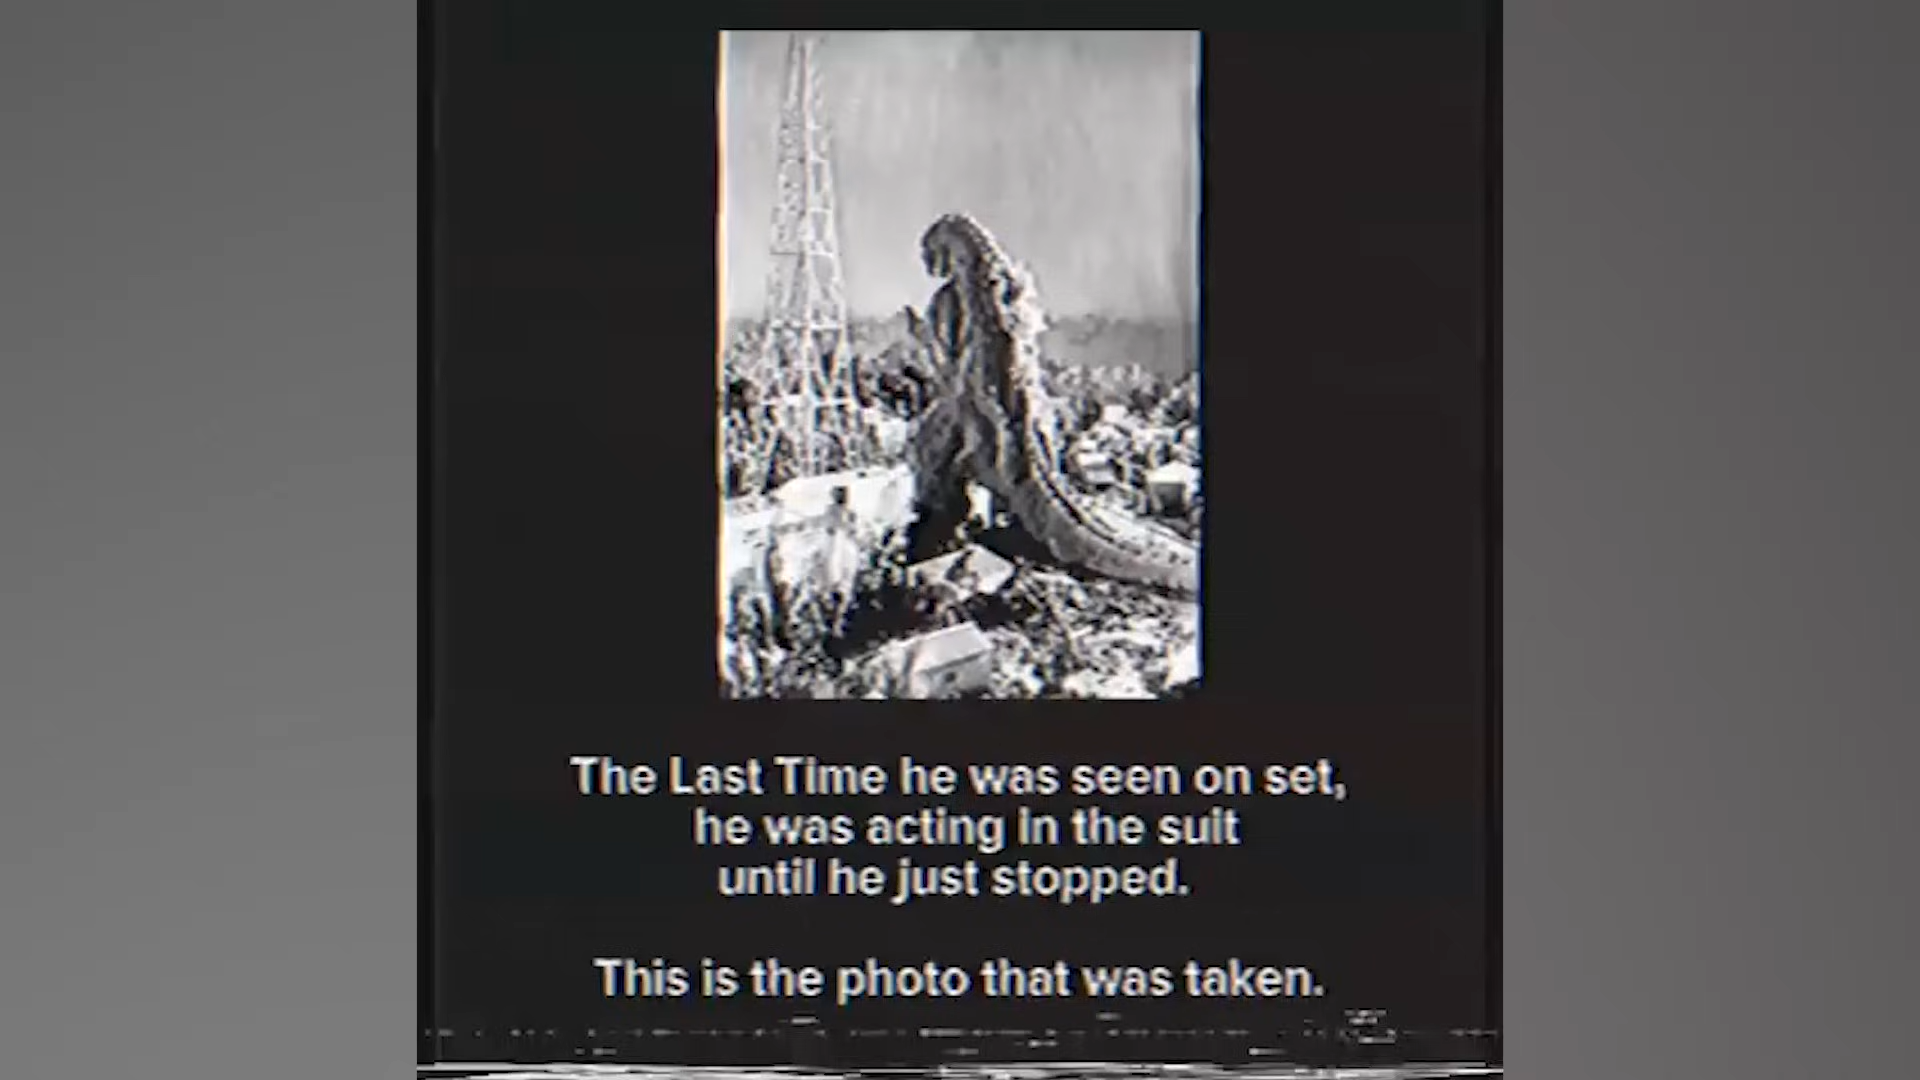 The Last Time he was seen on set,
he was acting in the suit
until he just stopped.
This is the photo that was taken.